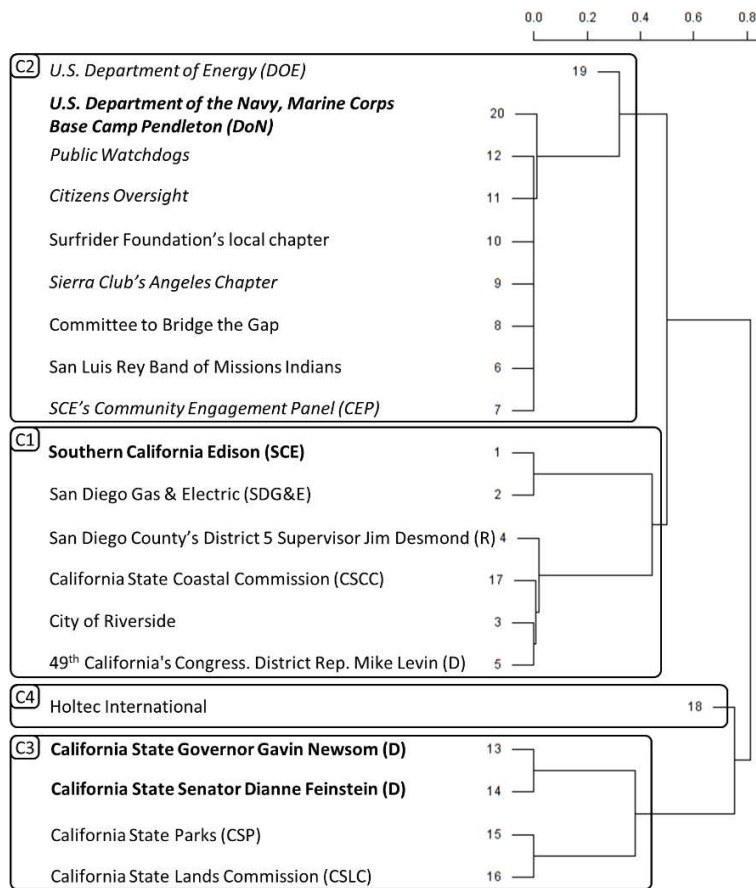 0.0 0.2 0.4 0.6 0.8
C2 U.S. Department of Energy (DOE) 19
U.S. Department of the Navy, Marine Corps
Base Camp Pendleton (DoN) 20
Public Watchdogs 12
Citizens Oversight 11
Surfrider Foundation’s local chapter 10
Sierra Club’s Angeles Chapter 9
Committee to Bridge the Gap 8
San Luis Rey Band of Missions Indians 6
SCE’s Community Engagement Panel (CEP) 7
C1 Southern California Edison (SCE) 1
San Diego Gas & Electric (SDG&E) 2
San Diego County’s District 5 Supervisor Jim Desmond (R) 4
California State Coastal Commission (CSCC) 17
City of Riverside 3
49th California's Congress. District Rep. Mike Levin (D) 5
C4 Holtec International 18
C3 California State Governor Gavin Newsom (D) 13
California State Senator Dianne Feinstein (D) 14
California State Parks (CSP) 15
California State Lands Commission (CSLC) 16